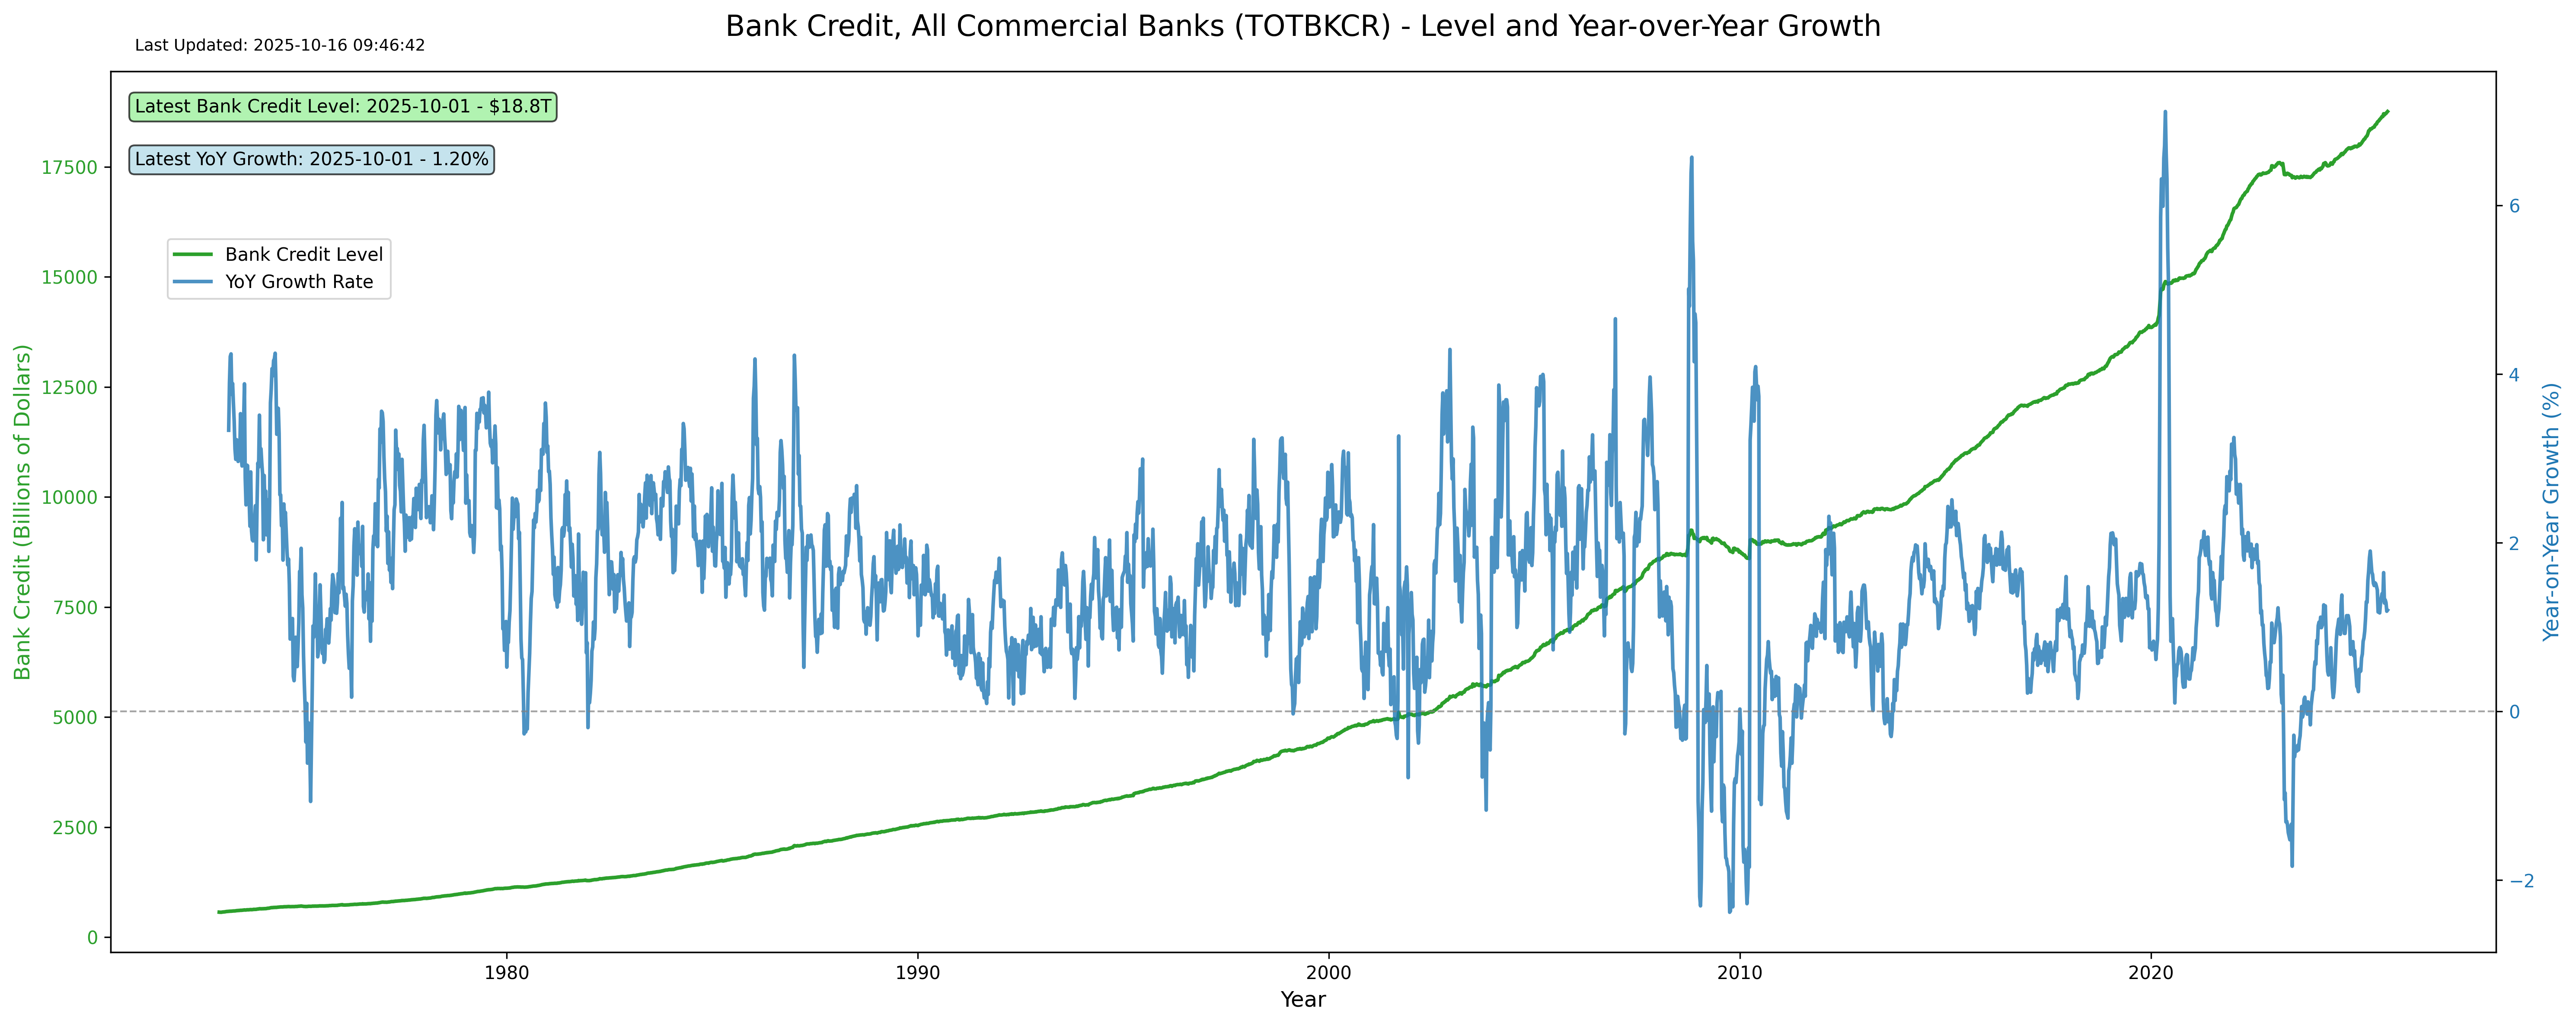 Bank Credit, All Commercial Banks (TOTBKCR) - Level and Year-over-Year Growth
Last Updated: 2025-10-16 09:46:42
Latest Bank Credit Level: 2025-10-01 - $18.8T
Latest YoY Growth: 2025-10-01 - 1.20%
Bank Credit Level
YoY Growth Rate
Bank Credit (Billions of Dollars)
17500
15000
12500
10000
7500
5000
2500
0
Year-on-Year Growth (%)
6
4
2
0
−2
1980
1990
2000
2010
2020
Year